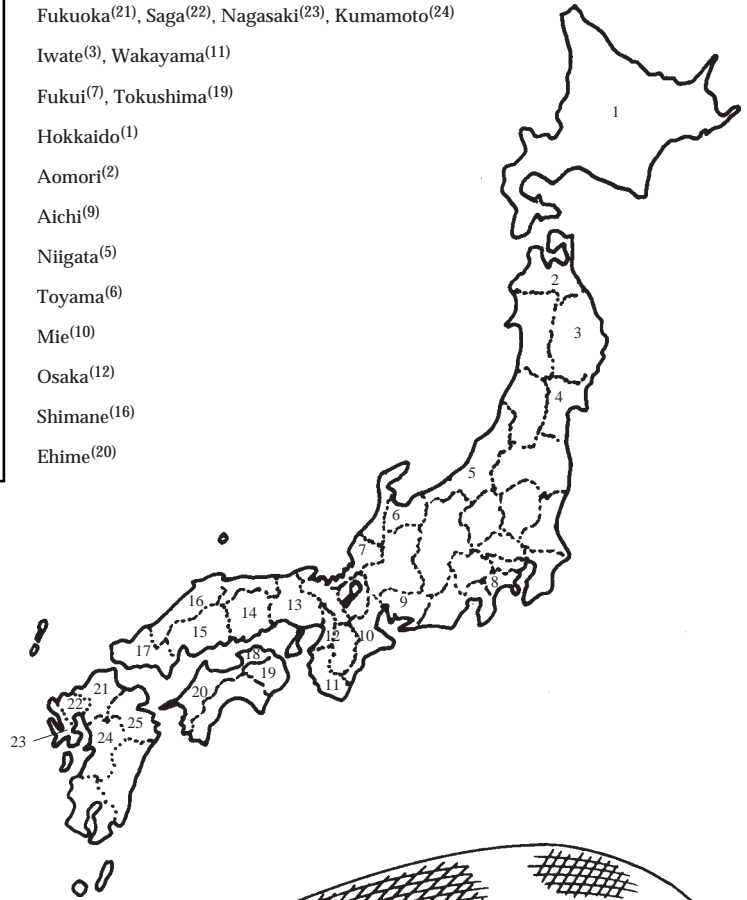 Fukuoka(21), Saga(22), Nagasaki(23), Kumamoto(24)
Iwate(3), Wakayama(11)
Fukui(7), Tokushima(19)
Hokkaido(1)
Aomori(2)
Aichi(9)
Niigata(5)
Toyama(6)
Mie(10)
Osaka(12)
Shimane(16)
Ehime(20)
1
2
3
4
5
6
7
8
9
16
14
13
15
12
10
17
18
19
11
20
21
22
25
23
24